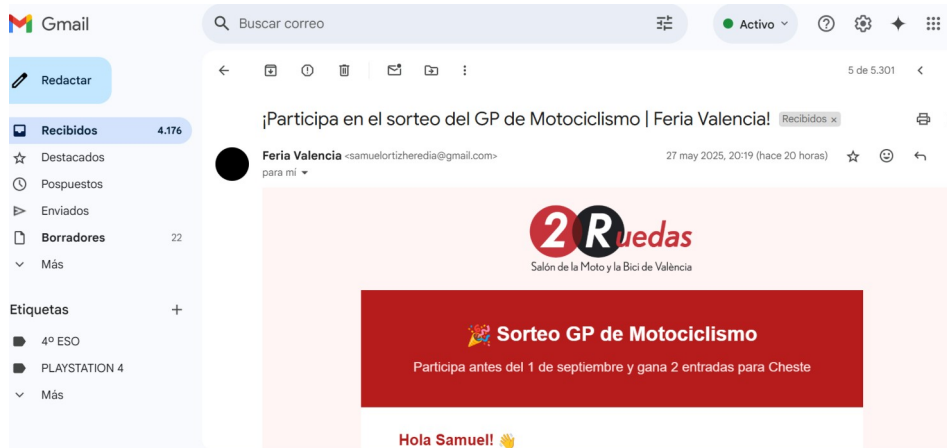 Gmail
Buscar correo
Activo
Redactar
5 de 5.301
Recibidos 4.176
Destacados
Pospuestos
Enviados
Borradores 22
Más
Etiquetas +
4º ESO
PLAYSTATION 4
Más
¡Participa en el sorteo del GP de Motociclismo | Feria Valencia! Recibidos x
Feria Valencia <samuelortizheredia@gmail.com> 27 may 2025, 20:19 (hace 20 horas)
para mí
2 Ruedas
Salón de la Moto y la Bici de València
🎉 Sorteo GP de Motociclismo
Participa antes del 1 de septiembre y gana 2 entradas para Cheste
Hola Samuel! 👋